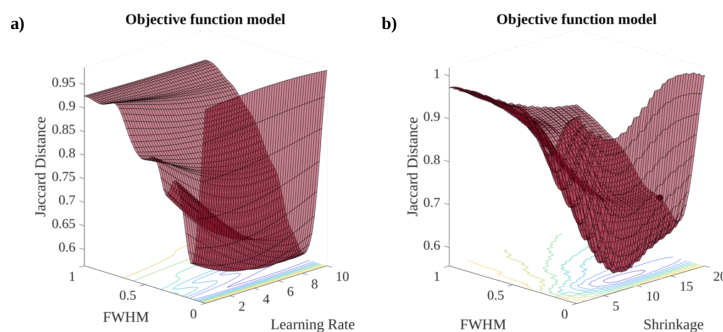 a)
Objective function model
0.95
0.9
0.85
0.8
0.75
0.7
0.65
0.6
Jaccard Distance
1
0.5
0
FWHM
2
4
6
8
10
Learning Rate
b)
Objective function model
1
0.9
0.8
0.7
0.6
Jaccard Distance
1
0.5
0
FWHM
5
10
15
20
Shrinkage